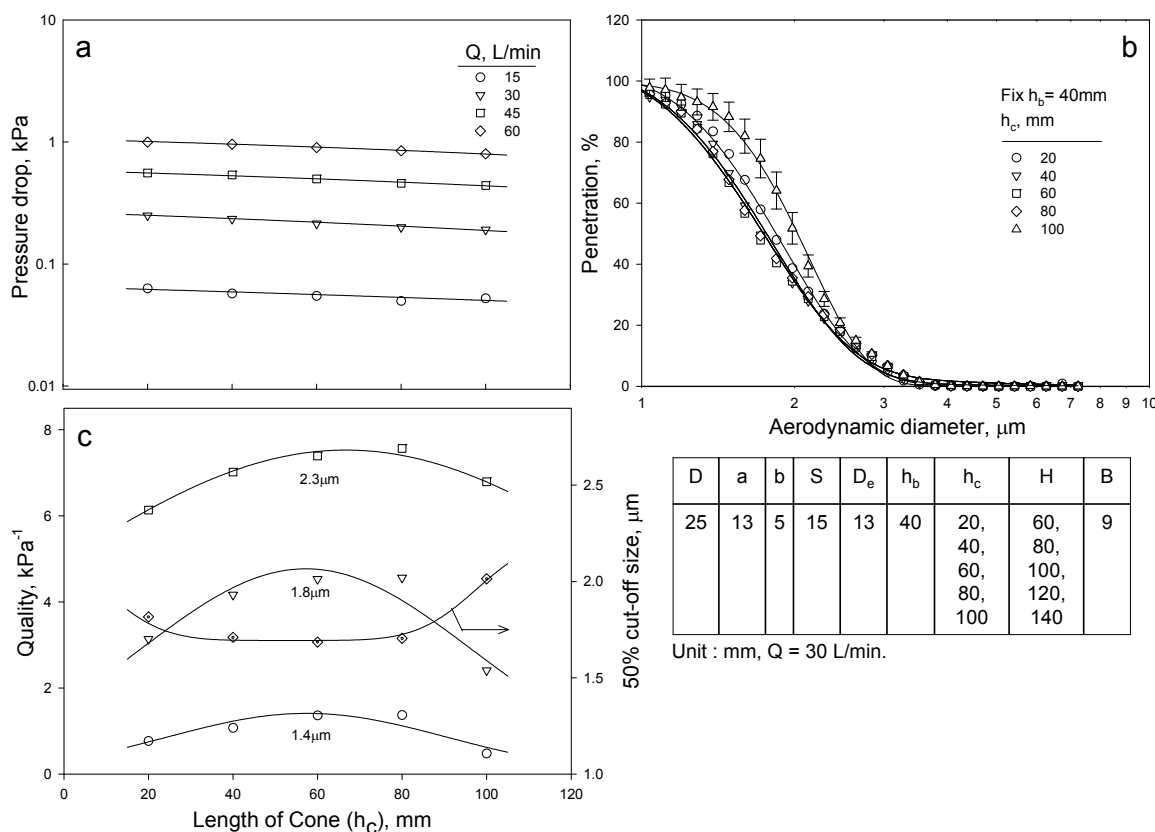 a
Q, L/min
15
30
45
60
10
1
0.1
0.01
Pressure drop, kPa
b
Fix h_b= 40mm
h_c, mm
20
40
60
80
100
120
100
80
60
40
20
0
Penetration, %
1 2 3 4 5 6 7 8 9 10
Aerodynamic diameter, μm
c
8
7
6
5
4
3
2
1
0
Quality, kPa⁻¹
2.3μm
1.8μm
1.4μm
2.5
2.0
1.5
1.0
50% cut-off size, μm
0 20 40 60 80 100 120
Length of Cone (h_c), mm
D a b S D_e h_b h_c H B
25 13 5 15 13 40 20, 60, 9
40, 80,
60, 100,
80, 120,
100 140
Unit : mm, Q = 30 L/min.